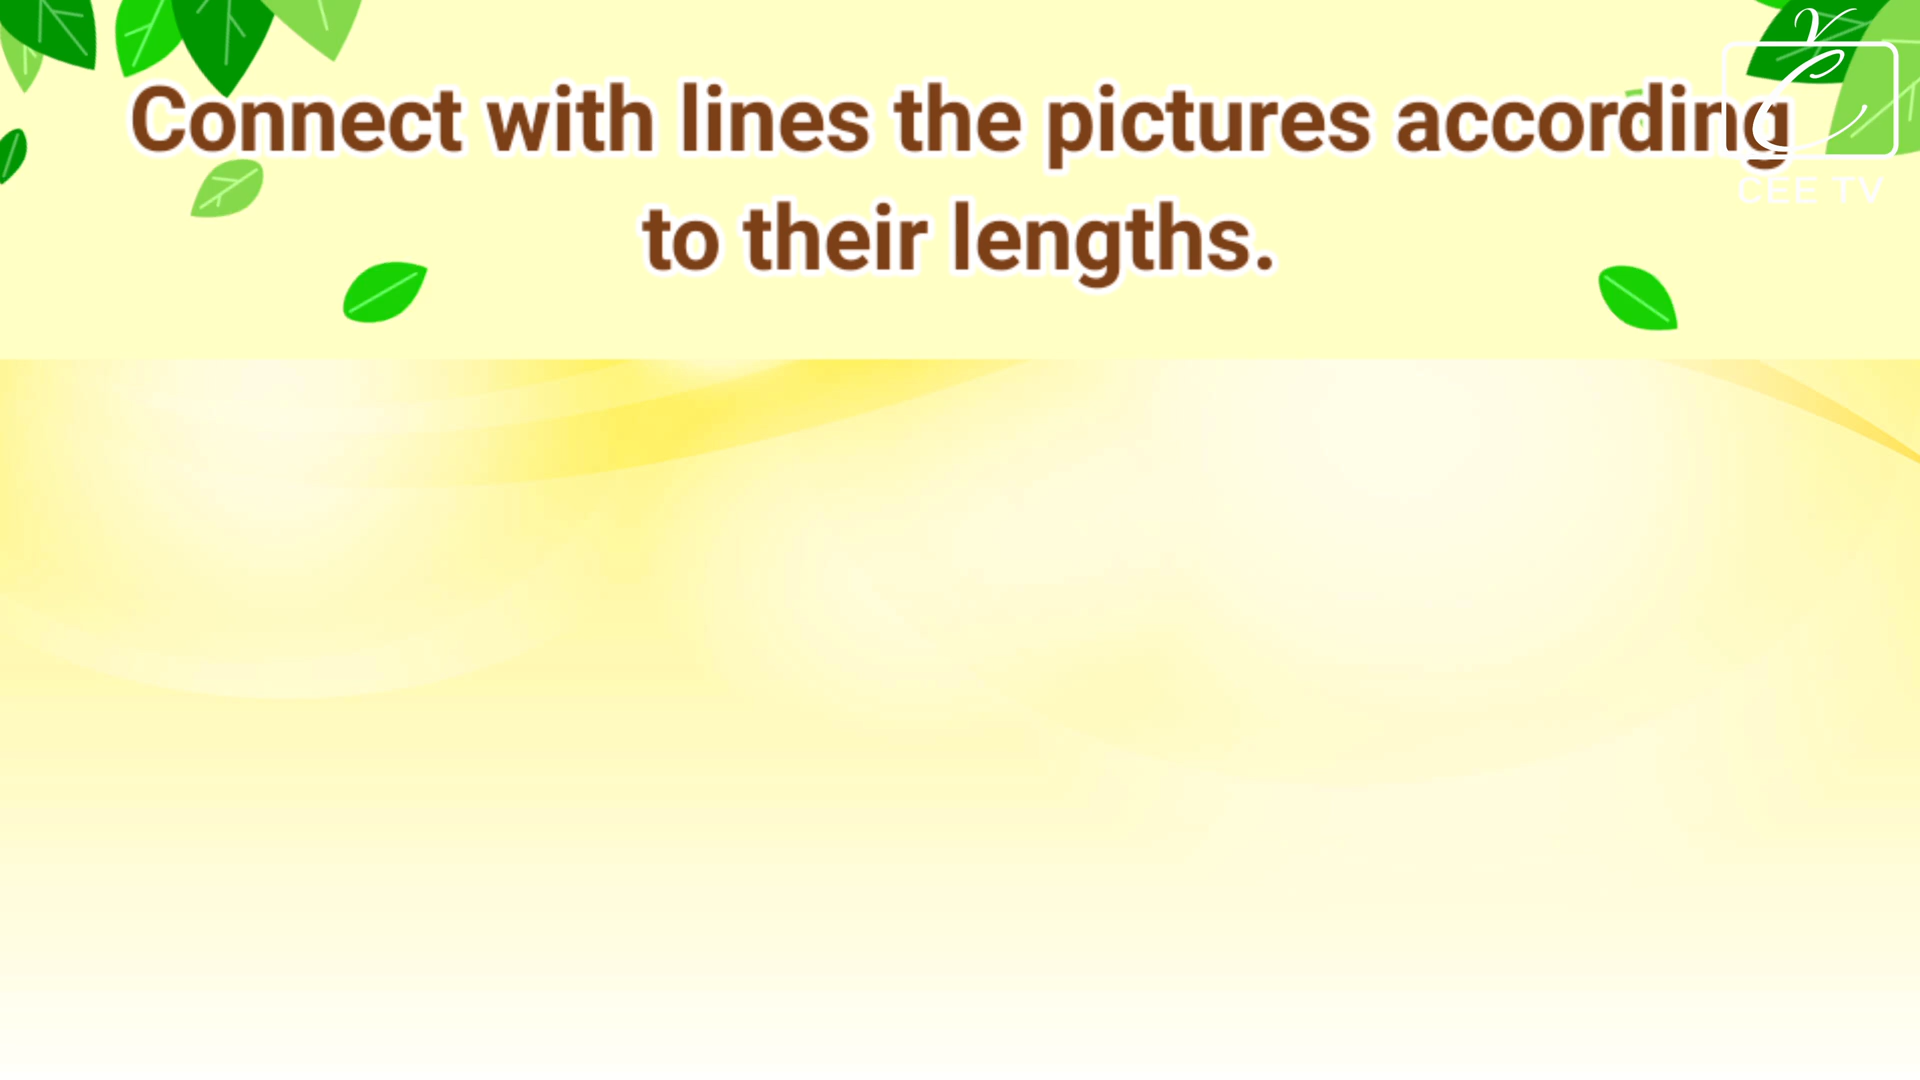 Connect with lines the pictures according
to their lengths.
CEE TV